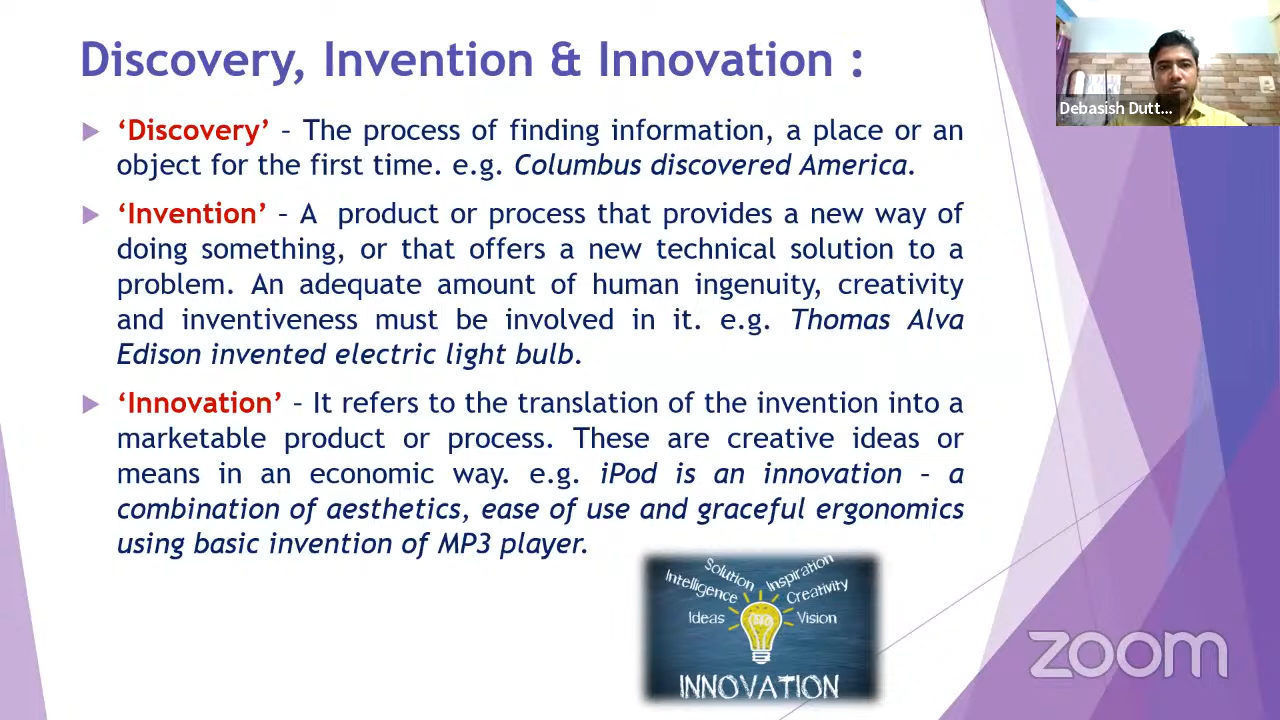 Discovery, Invention & Innovation :
‘Discovery’ – The process of finding information, a place or an
object for the first time. e.g. Columbus discovered America.
‘Invention’ – A product or process that provides a new way of
doing something, or that offers a new technical solution to a
problem. An adequate amount of human ingenuity, creativity
and inventiveness must be involved in it. e.g. Thomas Alva
Edison invented electric light bulb.
‘Innovation’ – It refers to the translation of the invention into a
marketable product or process. These are creative ideas or
means in an economic way. e.g. iPod is an innovation – a
combination of aesthetics, ease of use and graceful ergonomics
using basic invention of MP3 player.
Solution
Inspiration
Intelligence
Creativity
Ideas
Vision
INNOVATION
Debasish Dutt...
zoom